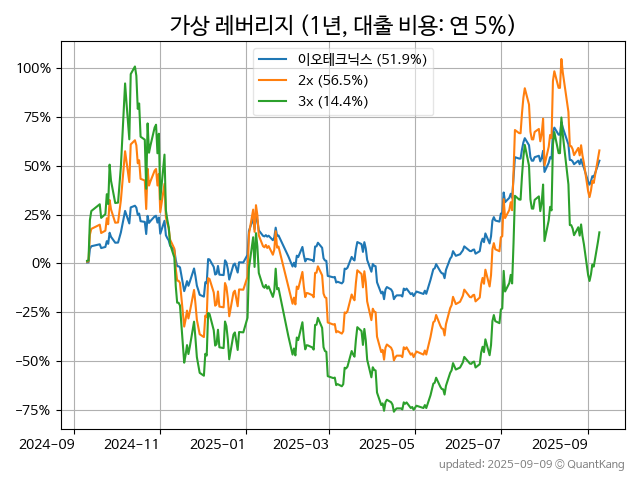 가상 레버리지 (1년, 대출 비용: 연 5%)
이오테크닉스 (51.9%)
2x (56.5%)
3x (14.4%)
100%
75%
50%
25%
0%
−25%
−50%
−75%
2024-09 2024-11 2025-01 2025-03 2025-05 2025-07 2025-09
updated: 2025-09-09 © QuantKang